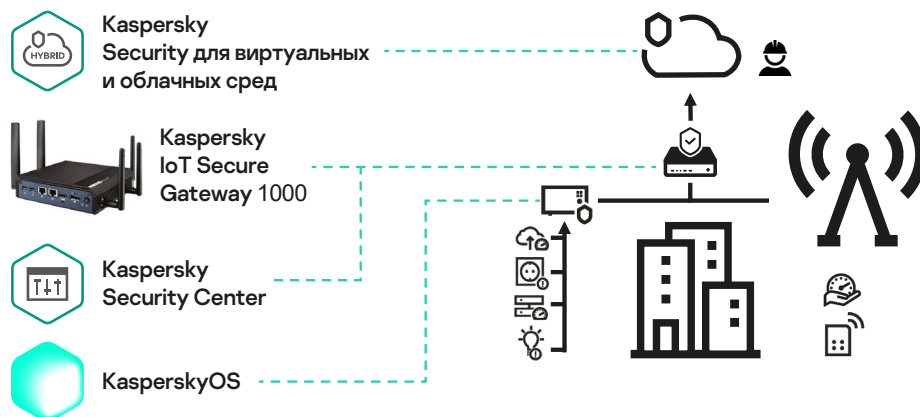 HYBRID
Kaspersky
Security для виртуальных
и облачных сред
Kaspersky
IoT Secure
Gateway 1000
Kaspersky
Security Center
KasperskyOS